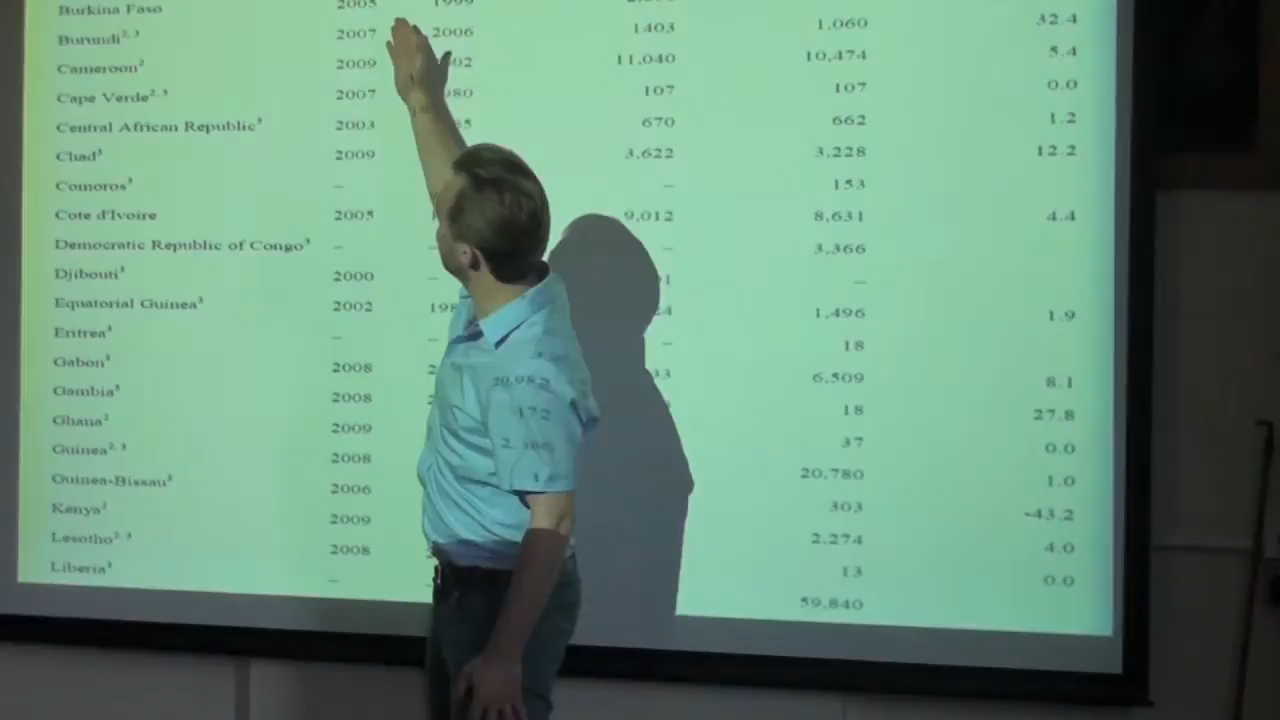 Burkina Faso 2005 1999
Burundi2, 3 2007 2006 1403 1,060 32.4
Cameroon2 2009 11,040 10,474 5.4
Cape Verde2, 3 2007 107 107 0.0
Central African Republic3 2003 670 662 1.2
Chad3 2009 3,622 3,228 12.2
Comoros3 – – 153
Cote d'Ivoire 2005 9,012 8,631 4.4
Democratic Republic of Congo3 – – 3,366
Djibouti3 2000 – –
Equatorial Guinea3 2002 1,496 1.9
Eritrea3 – – 18
Gabon3 2008 6,509 8.1
Gambia3 2008 18 27.8
Ghana2 2009 37 0.0
Guinea2, 3 2008 20,982 20,780 1.0
Guinea-Bissau3 2006 172 303 -43.2
Kenya2 2009 2,366 2,274 4.0
Lesotho2, 3 2008 13 0.0
Liberia3 – 59,840